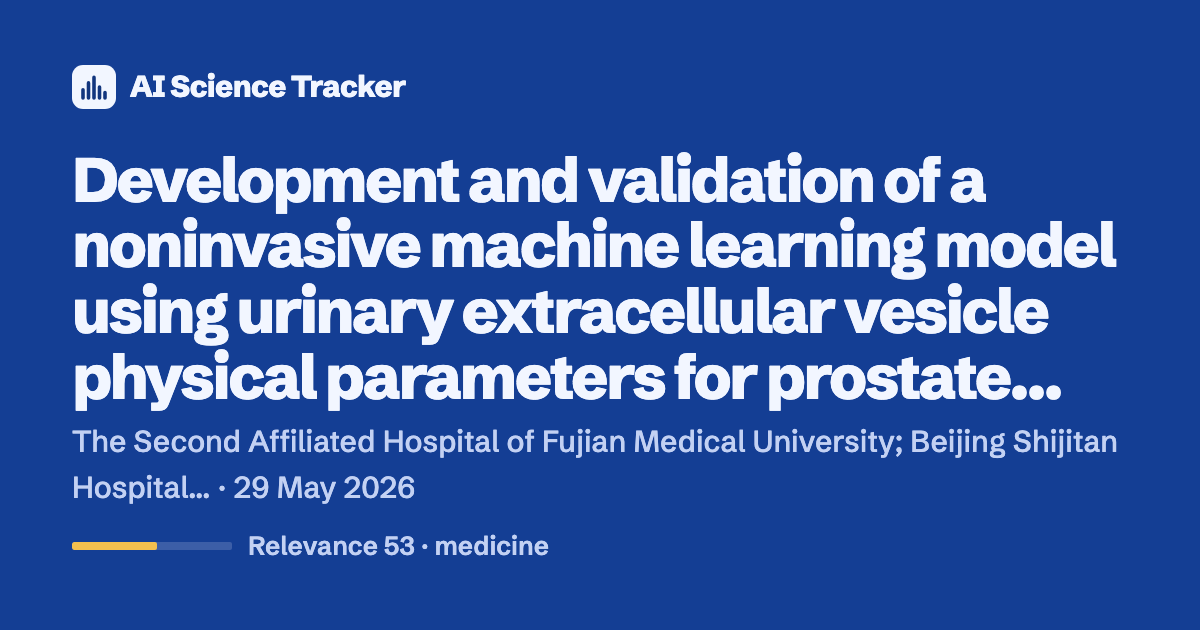 AI Science Tracker
Development and validation of a
noninvasive machine learning model
using urinary extracellular vesicle
physical parameters for prostate...
The Second Affiliated Hospital of Fujian Medical University; Beijing Shijitan
Hospital... · 29 May 2026
Relevance 53 · medicine